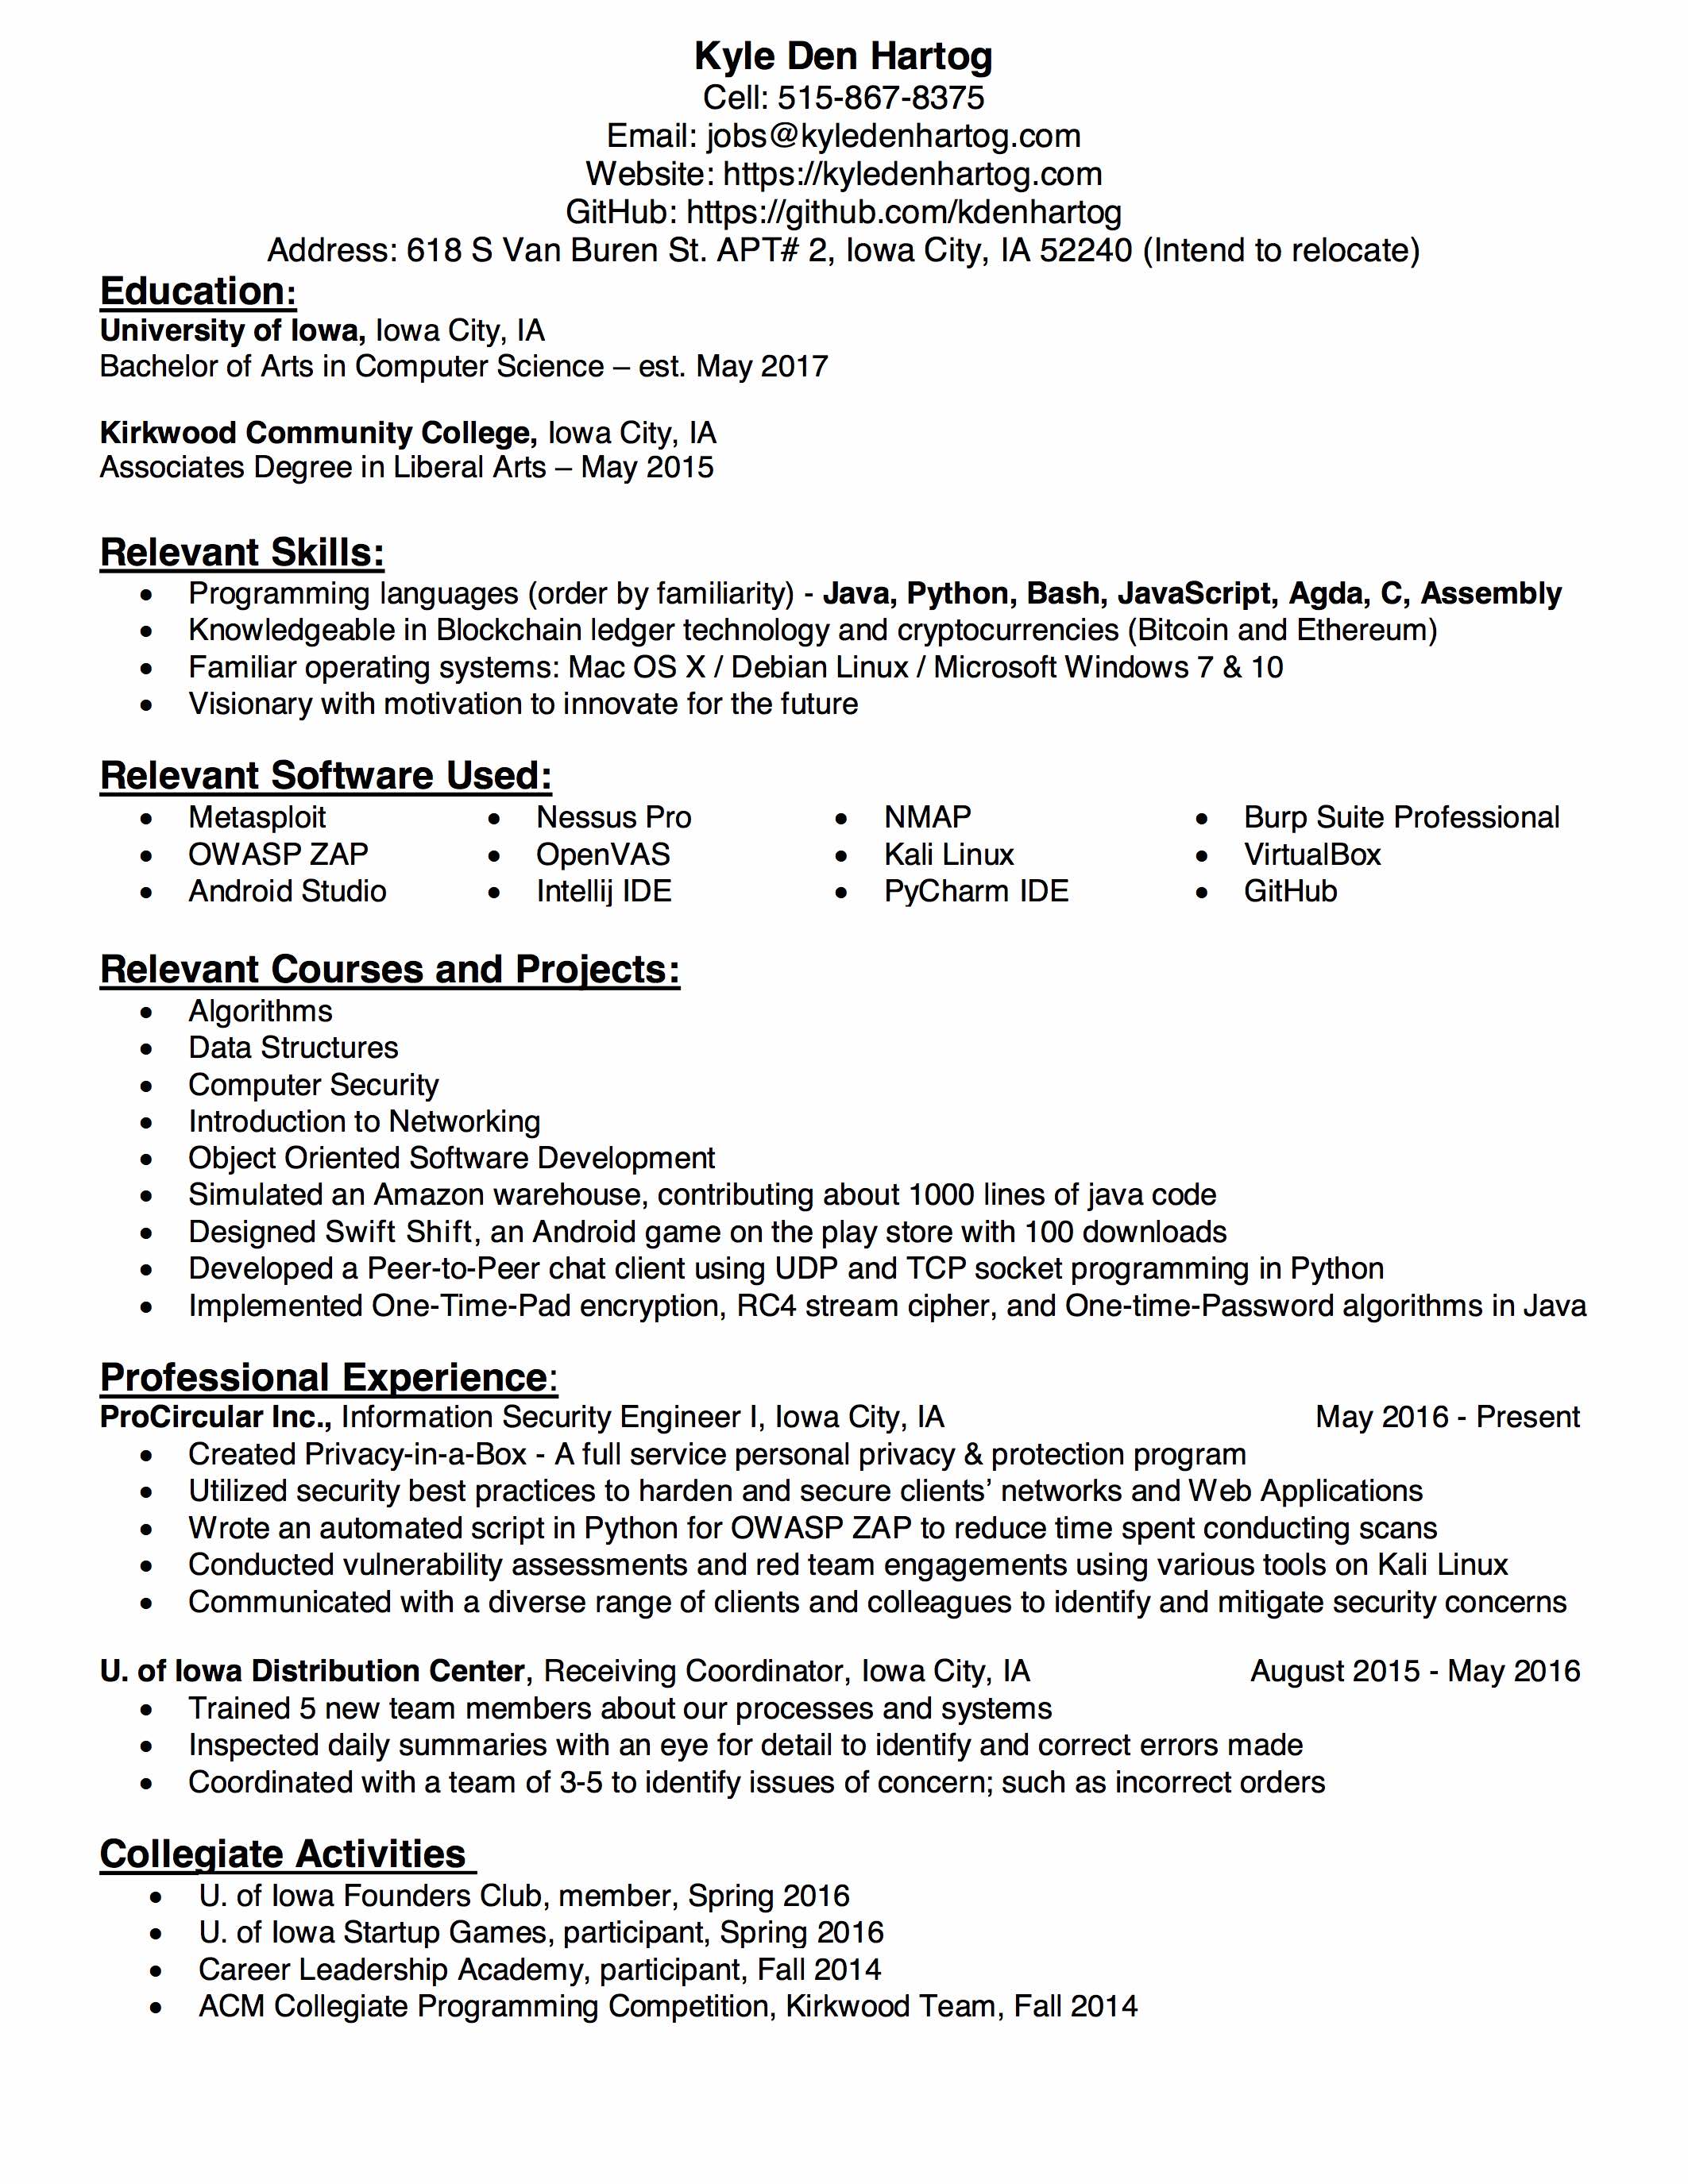 Kyle Den Hartog
Cell: 515-867-8375
Email: jobs@kyledenhartog.com
Website: https://kyledenhartog.com
GitHub: https://github.com/kdenhartog
Address: 618 S Van Buren St. APT# 2, Iowa City, IA 52240 (Intend to relocate)
Education:
University of Iowa, Iowa City, IA
Bachelor of Arts in Computer Science – est. May 2017
Kirkwood Community College, Iowa City, IA
Associates Degree in Liberal Arts – May 2015
Relevant Skills:
• Programming languages (order by familiarity) - Java, Python, Bash, JavaScript, Agda, C, Assembly
• Knowledgeable in Blockchain ledger technology and cryptocurrencies (Bitcoin and Ethereum)
• Familiar operating systems: Mac OS X / Debian Linux / Microsoft Windows 7 & 10
• Visionary with motivation to innovate for the future
Relevant Software Used:
• Metasploit • Nessus Pro • NMAP • Burp Suite Professional
• OWASP ZAP • OpenVAS • Kali Linux • VirtualBox
• Android Studio • Intellij IDE • PyCharm IDE • GitHub
Relevant Courses and Projects:
• Algorithms
• Data Structures
• Computer Security
• Introduction to Networking
• Object Oriented Software Development
• Simulated an Amazon warehouse, contributing about 1000 lines of java code
• Designed Swift Shift, an Android game on the play store with 100 downloads
• Developed a Peer-to-Peer chat client using UDP and TCP socket programming in Python
• Implemented One-Time-Pad encryption, RC4 stream cipher, and One-time-Password algorithms in Java
Professional Experience:
ProCircular Inc., Information Security Engineer I, Iowa City, IA May 2016 - Present
• Created Privacy-in-a-Box - A full service personal privacy & protection program
• Utilized security best practices to harden and secure clients’ networks and Web Applications
• Wrote an automated script in Python for OWASP ZAP to reduce time spent conducting scans
• Conducted vulnerability assessments and red team engagements using various tools on Kali Linux
• Communicated with a diverse range of clients and colleagues to identify and mitigate security concerns
U. of Iowa Distribution Center, Receiving Coordinator, Iowa City, IA August 2015 - May 2016
• Trained 5 new team members about our processes and systems
• Inspected daily summaries with an eye for detail to identify and correct errors made
• Coordinated with a team of 3-5 to identify issues of concern; such as incorrect orders
Collegiate Activities
• U. of Iowa Founders Club, member, Spring 2016
• U. of Iowa Startup Games, participant, Spring 2016
• Career Leadership Academy, participant, Fall 2014
• ACM Collegiate Programming Competition, Kirkwood Team, Fall 2014